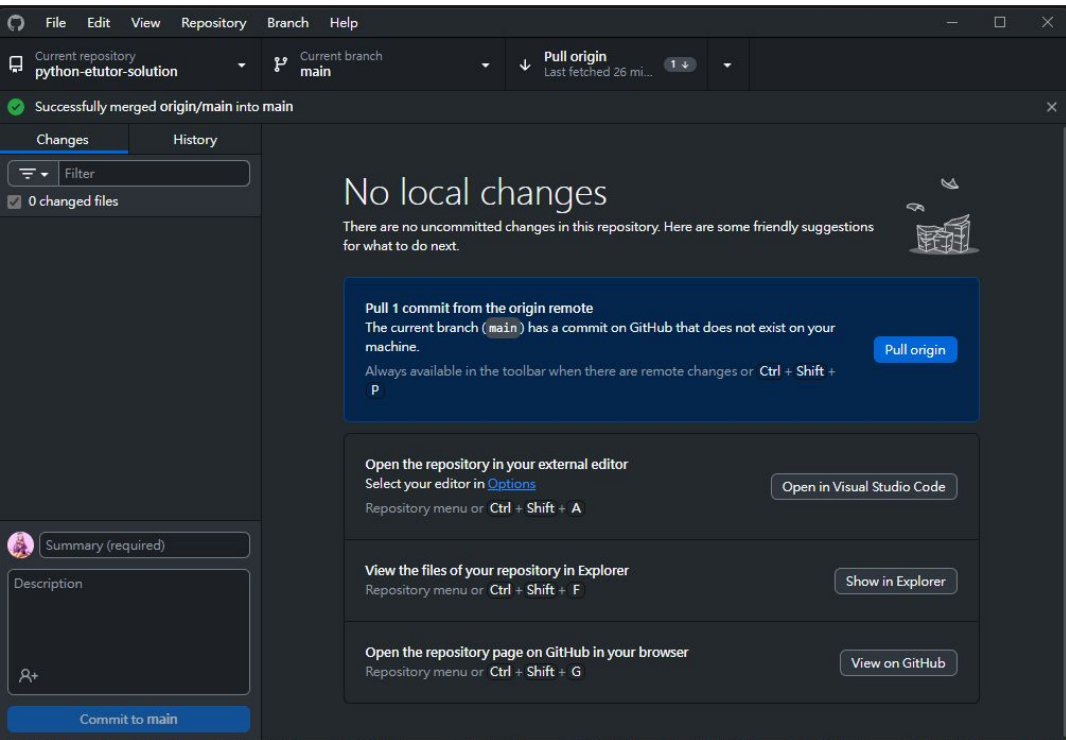 File Edit View Repository Branch Help
Current repository
python-etutor-solution
Current branch
main
Pull origin
Last fetched 26 mi...
1
Successfully merged origin/main into main
Changes History
Filter
0 changed files
No local changes
There are no uncommitted changes in this repository. Here are some friendly suggestions
for what to do next.
Pull 1 commit from the origin remote
The current branch (main) has a commit on GitHub that does not exist on your
machine.
Pull origin
Always available in the toolbar when there are remote changes or Ctrl + Shift +
P
Open the repository in your external editor
Select your editor in Options
Open in Visual Studio Code
Repository menu or Ctrl + Shift + A
View the files of your repository in Explorer
Show in Explorer
Repository menu or Ctrl + Shift + F
Open the repository page on GitHub in your browser
View on GitHub
Repository menu or Ctrl + Shift + G
Summary (required)
Description
Commit to main